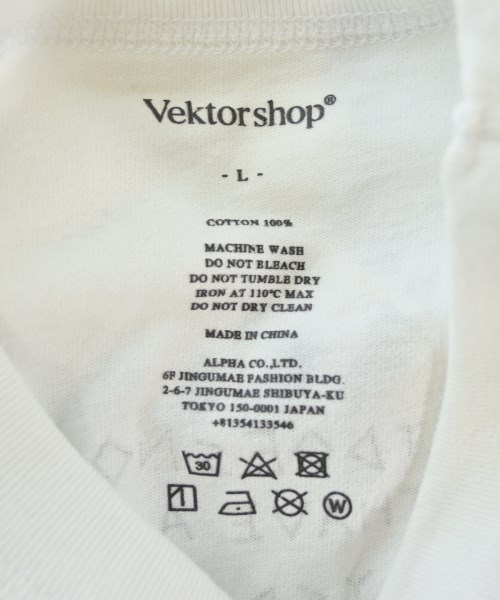 Vektorshop®
- L -
COTTON 100%
MACHINE WASH
DO NOT BLEACH
DO NOT TUMBLE DRY
IRON AT 110°C MAX
DO NOT DRY CLEAN
MADE IN CHINA
ALPHA CO.,LTD.
6F JINGUMAE FASHION BLDG.
2-6-7 JINGUMAE SHIBUYA-KU
TOKYO 150-0001 JAPAN
+81354133546
30
W